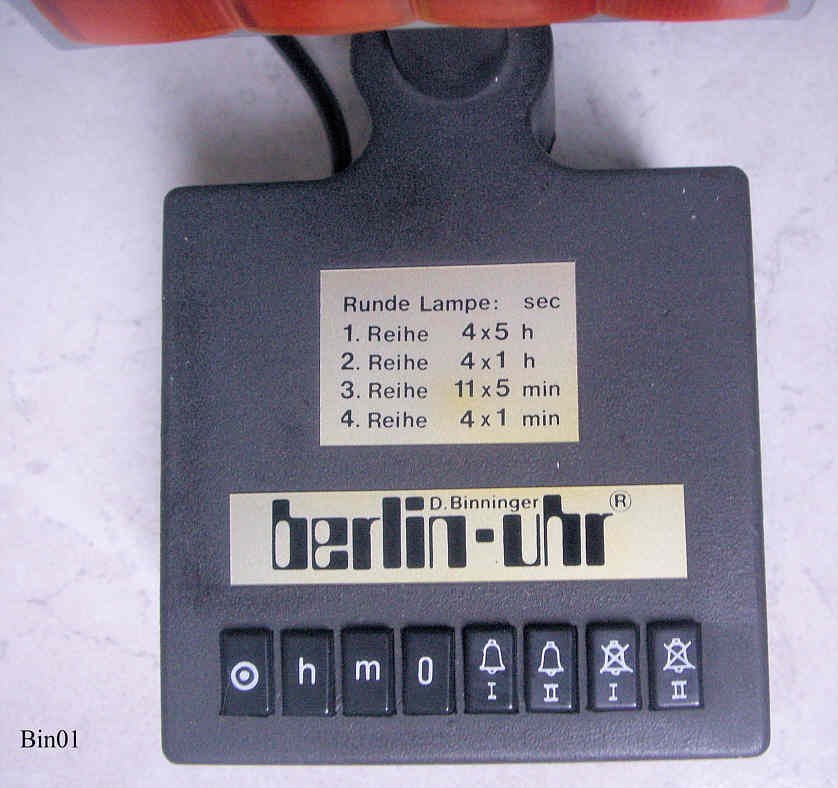 Runde Lampe: sec
1. Reihe 4x5 h
2. Reihe 4x1 h
3. Reihe 11x5 min
4. Reihe 4x1 min
D. Binninger
berlin-uhr ®
h m 0 I II I II
Bin01